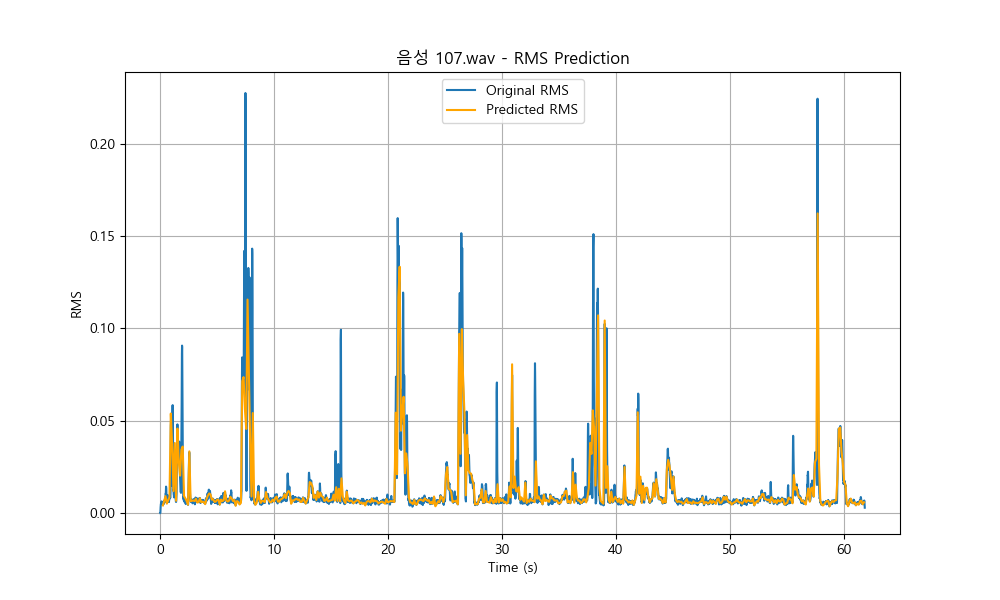 음성 107.wav - RMS Prediction
Original RMS
Predicted RMS
RMS
0.20
0.15
0.10
0.05
0.00
0 10 20 30 40 50 60
Time (s)